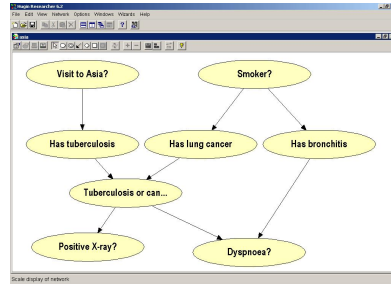 Hugin Researcher 6.2
File Edit View Network Options Windows Wizards Help
asia
Visit to Asia?
Smoker?
Has tuberculosis
Has lung cancer
Has bronchitis
Tuberculosis or can...
Positive X-ray?
Dyspnoea?
Scale display of network